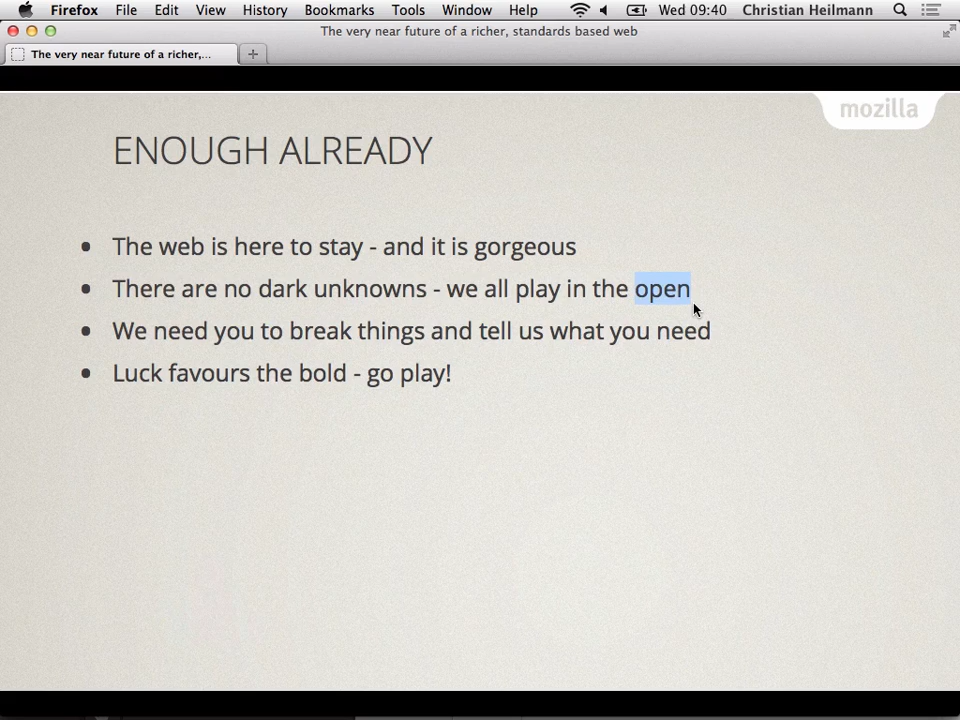 Firefox File Edit View History Bookmarks Tools Window Help Wed 09:40 Christian Heilmann
The very near future of a richer, standards based web
The very near future of a richer,...
mozilla
ENOUGH ALREADY
• The web is here to stay - and it is gorgeous
• There are no dark unknowns - we all play in the open
• We need you to break things and tell us what you need
• Luck favours the bold - go play!